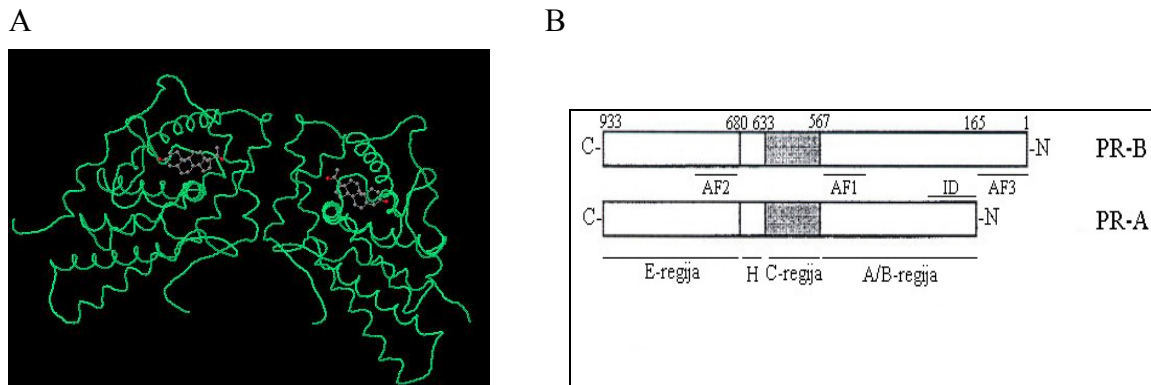 A
B
933 680 633 567 165 1
C- -N PR-B
AF2 AF1 ID AF3
C- -N PR-A
E-regija H C-regija A/B-regija